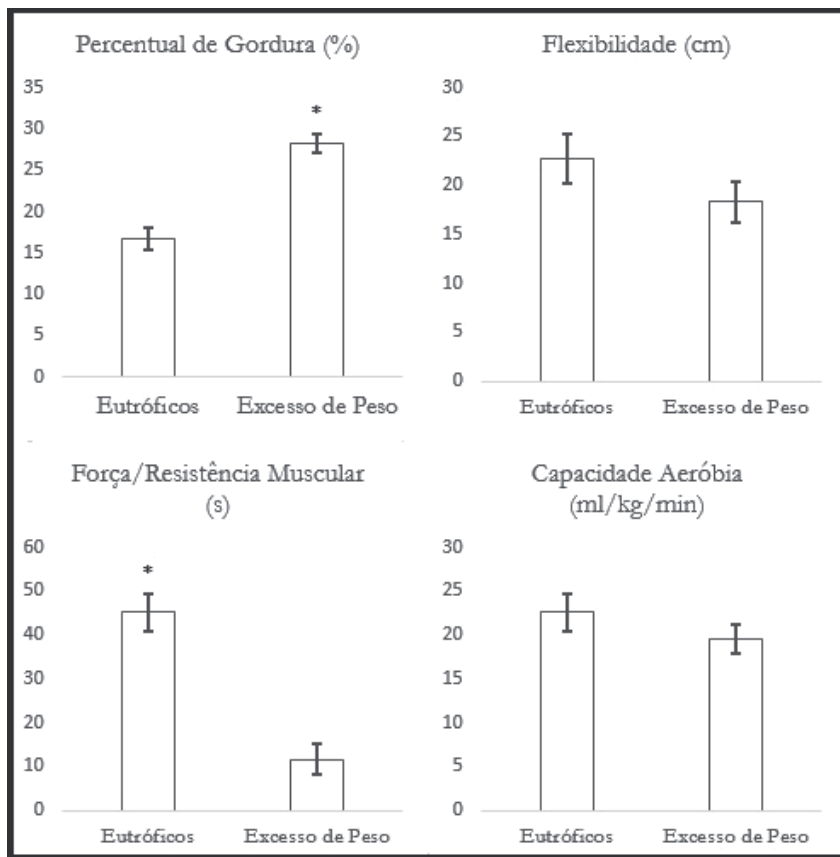 Percentual de Gordura (%)
35
30
25
20
15
10
5
0
*
Eutróficos
Excesso de Peso
Flexibilidade (cm)
30
25
20
15
10
5
0
Eutróficos
Excesso de Peso
Força/Resistência Muscular
(s)
60
50
40
30
20
10
0
*
Eutróficos
Excesso de Peso
Capacidade Aeróbia
(ml/kg/min)
30
25
20
15
10
5
0
Eutróficos
Excesso de Peso